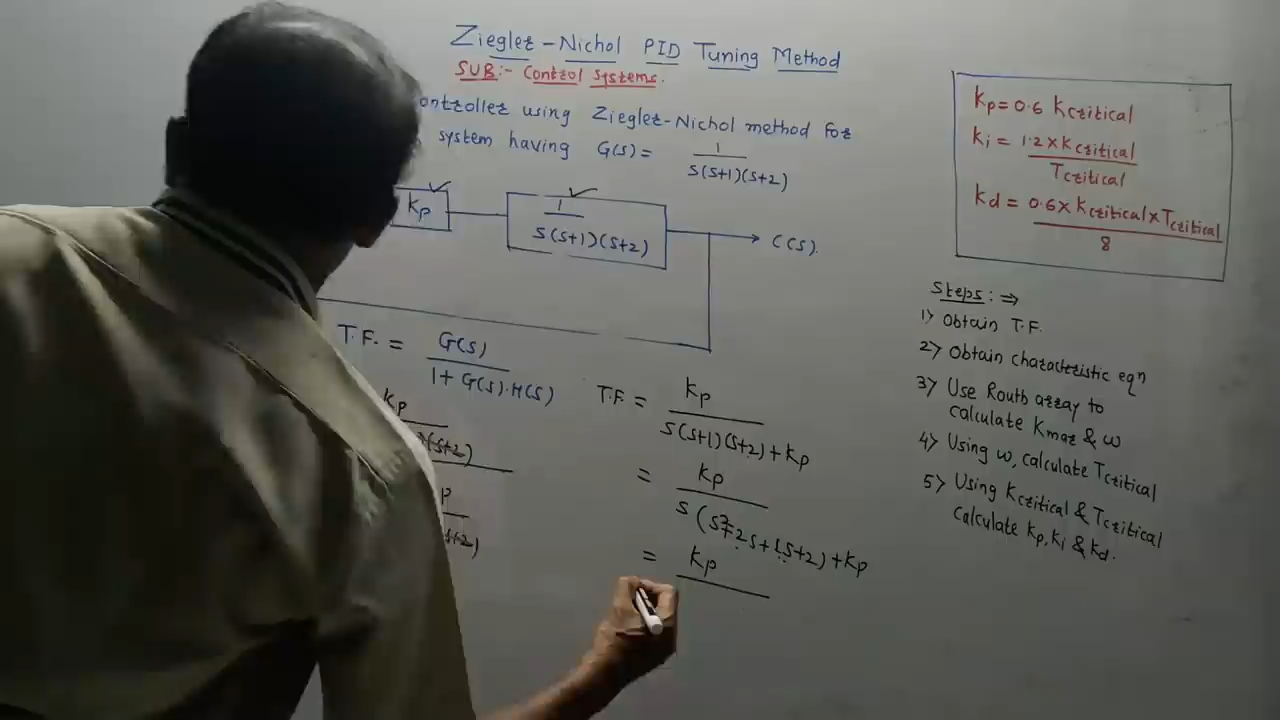 Ziegler-Nichol PID Tuning Method
SUB:- Control Systems.
ontroller using Ziegler-Nichol method for
system having G(s)= 1
s(s+1)(s+2)
kp
1
s(s+1)(s+2)
C(s).
T.F. = G(s)
1+ G(s).H(s)
kp
)(s+2)
p
s+2)
T.F = kp
s(s+1)(s+2)+kp
= kp
s(s²+2s+1s+2)+kp
= kp
kp=0.6 kcritical
ki = 1.2×kcritical
Tcritical
kd = 0.6×kcritical×Tcritical
8
Steps:⇒
1> Obtain T.F.
2> Obtain characteristic eqn
3> Use Routh array to
calculate Kmar & ω
4> Using ω, calculate Tcritical
5> Using kcritical & Tcritical
calculate kp, ki & kd.